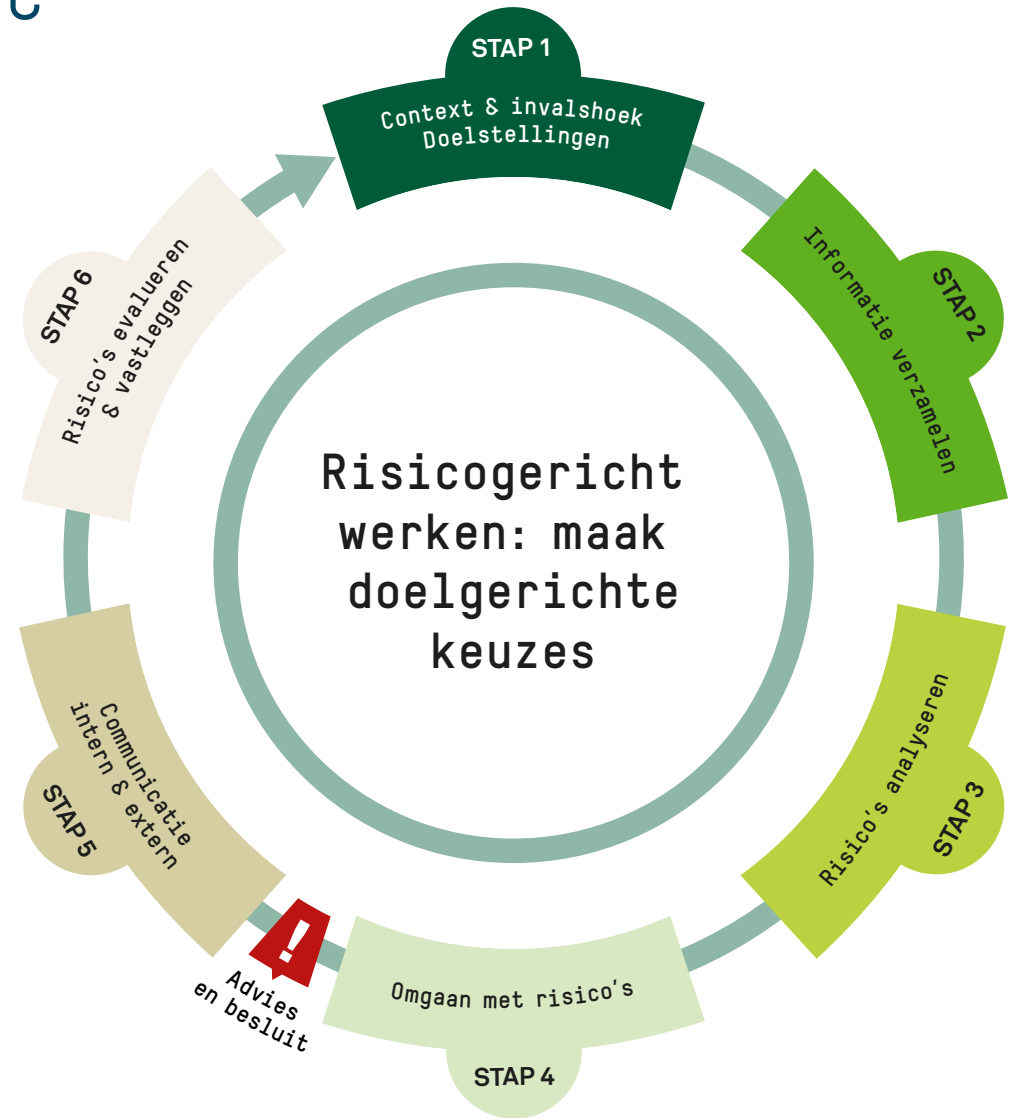 STAP 1
Context & invalshoek
Doelstellingen
STAP 2
Informatie verzamelen
STAP 3
Risico's analyseren
Omgaan met risico's
STAP 4
Advies
en besluit
STAP 5
Communicatie
intern & extern
STAP 6
Risico's evalueren
& vastleggen
Risicogericht
werken: maak
doelgerichte
keuzes